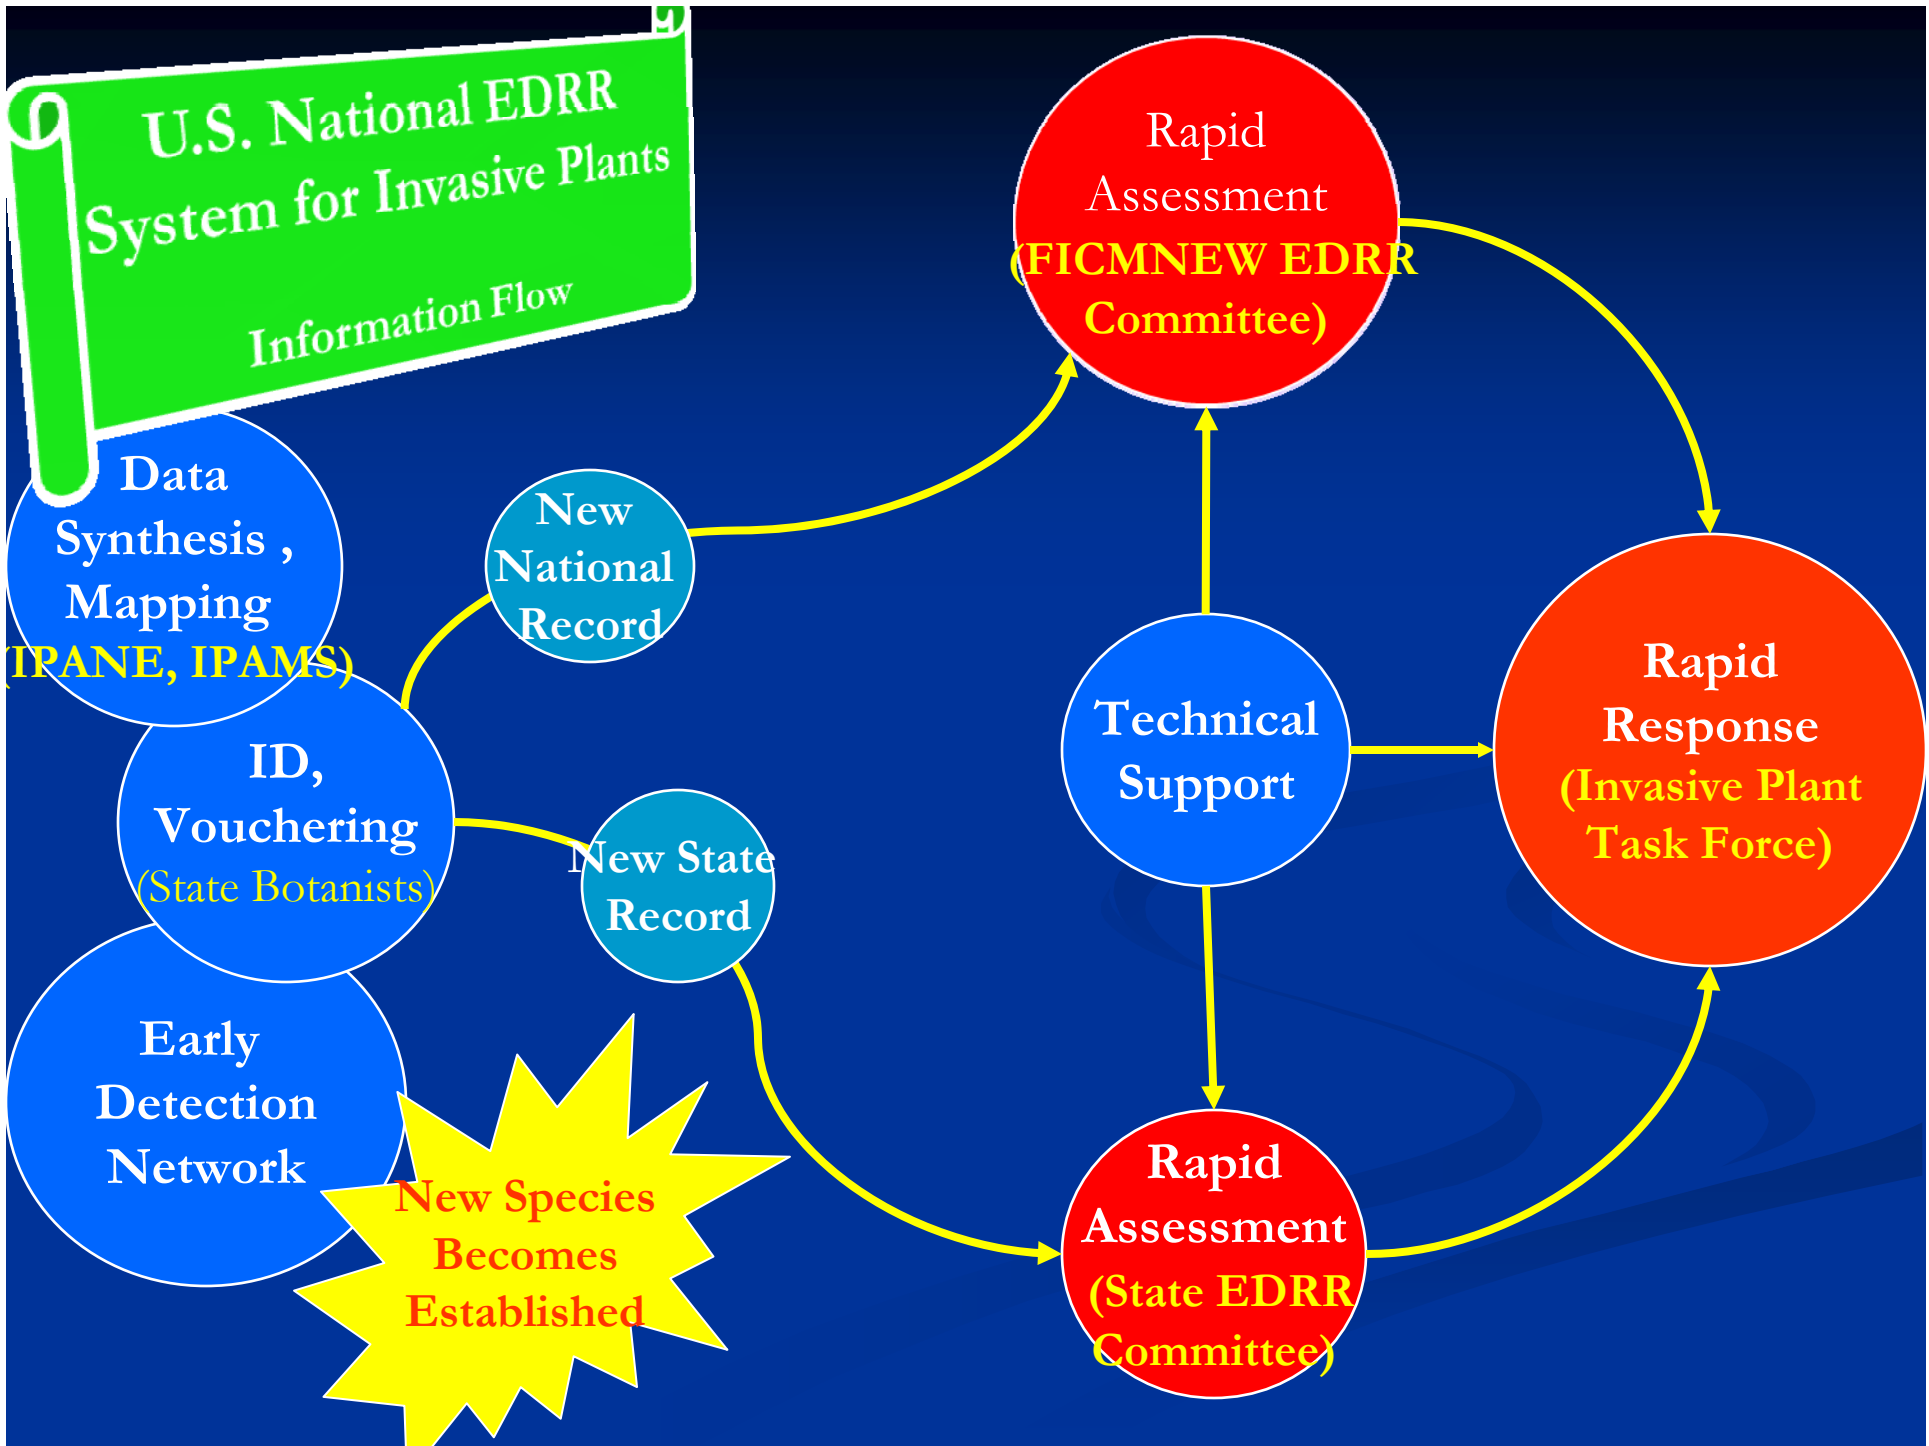 U.S. National EDRR
System for Invasive Plants
Information Flow
Data
Synthesis ,
Mapping
(IPANE, IPAMS)
ID,
Vouchering
(State Botanists)
Early
Detection
Network
New Species
Becomes
Established
New
National
Record
New State
Record
Rapid
Assessment
(FICMNEW EDRR
Committee)
Technical
Support
Rapid
Assessment
(State EDRR
Committee)
Rapid
Response
(Invasive Plant
Task Force)